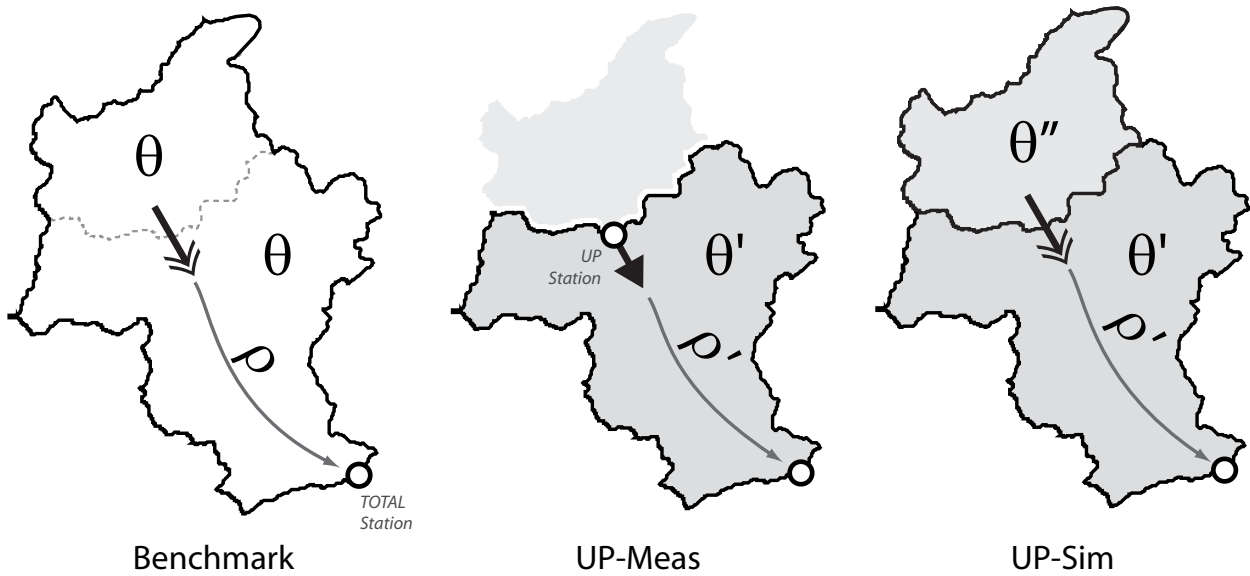 θ
θ
ρ
TOTAL
Station
Benchmark
UP
Station
θ'
ρ'
UP-Meas
θ″
θ'
ρ'
UP-Sim